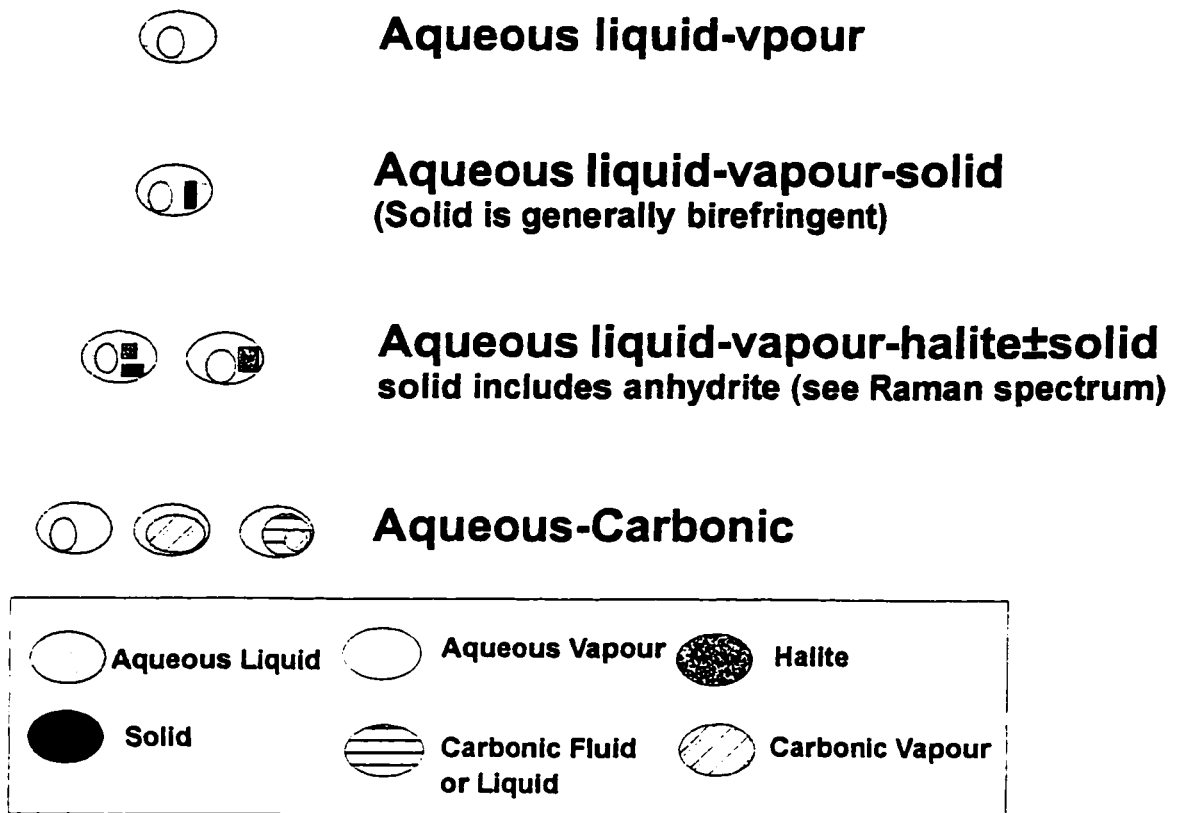 Aqueous liquid-vpour
Aqueous liquid-vapour-solid
(Solid is generally birefringent)
Aqueous liquid-vapour-halite±solid
solid includes anhydrite (see Raman spectrum)
Aqueous-Carbonic
Aqueous Liquid
Aqueous Vapour
Halite
Solid
Carbonic Fluid
or Liquid
Carbonic Vapour